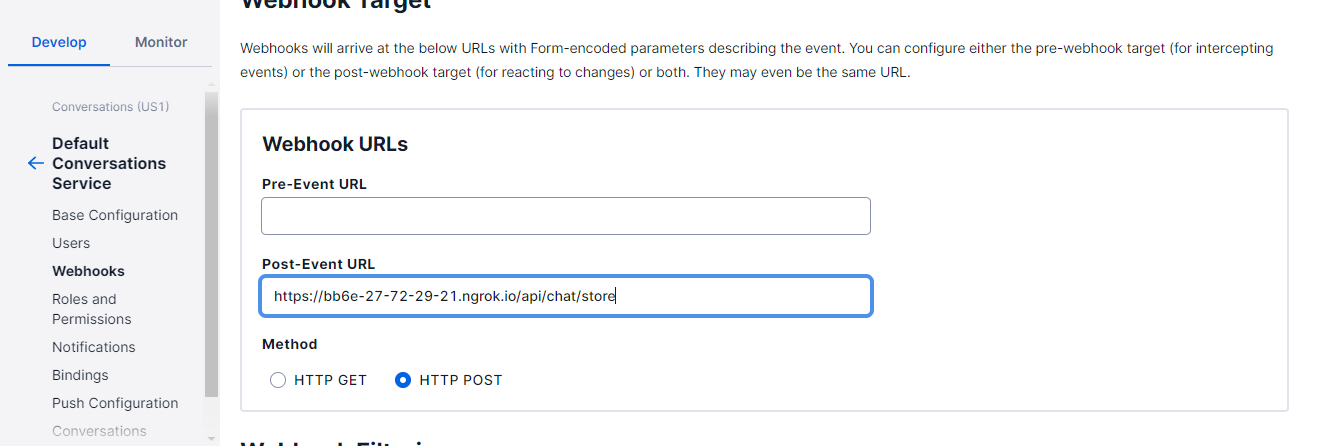 Webhook Target
Develop
Monitor
Webhooks will arrive at the below URLs with Form-encoded parameters describing the event. You can configure either the pre-webhook target (for intercepting
events) or the post-webhook target (for reacting to changes) or both. They may even be the same URL.
Conversations (US1)
Default
Conversations
Service
Base Configuration
Users
Webhooks
Roles and
Permissions
Notifications
Bindings
Push Configuration
Conversations
Webhook URLs
Pre-Event URL
Post-Event URL
https://bb6e-27-72-29-21.ngrok.io/api/chat/store
Method
HTTP GET
HTTP POST
Webhook Filteri